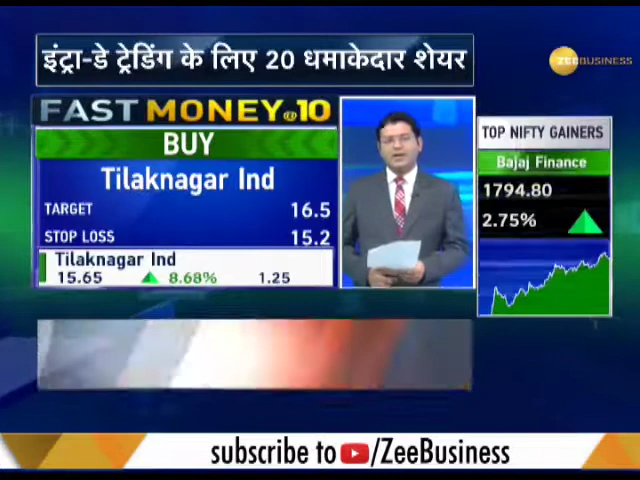 इंट्रा-डे ट्रेडिंग के लिए 20 धमाकेदार शेयर
ZEEBUSINESS
FAST MONEY@10
BUY
Tilaknagar Ind
TARGET 16.5
STOP LOSS 15.2
Tilaknagar Ind
15.65 8.68% 1.25
TOP NIFTY GAINERS
Bajaj Finance
1794.80
2.75%
subscribe to /ZeeBusiness